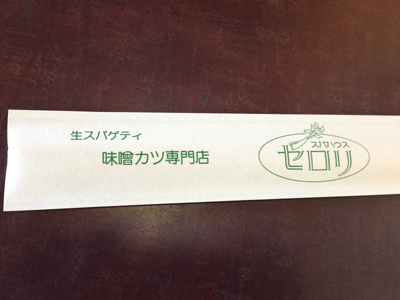 生スパゲティ
味噌カツ専門店
スパハウス
セロリ